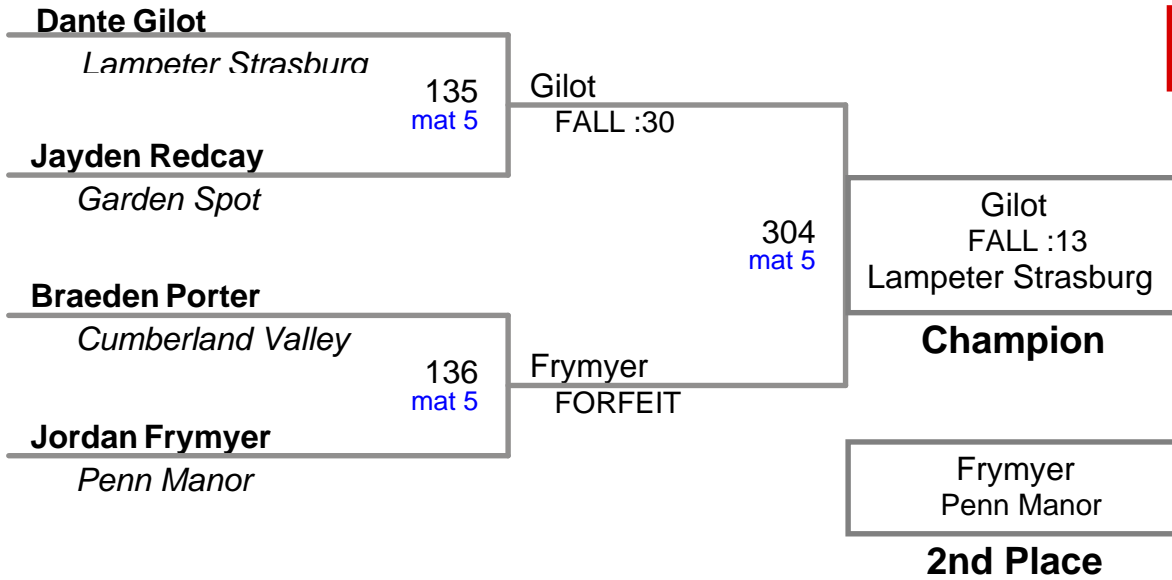 Dante Gilot
Lampeter Strasburg
135
mat 5
Gilot
FALL :30
Jayden Redcay
Garden Spot
304
mat 5
Gilot
FALL :13
Lampeter Strasburg
Champion
Braeden Porter
Cumberland Valley
136
mat 5
Frymyer
FORFEIT
Jordan Frymyer
Penn Manor
Frymyer
Penn Manor
2nd Place